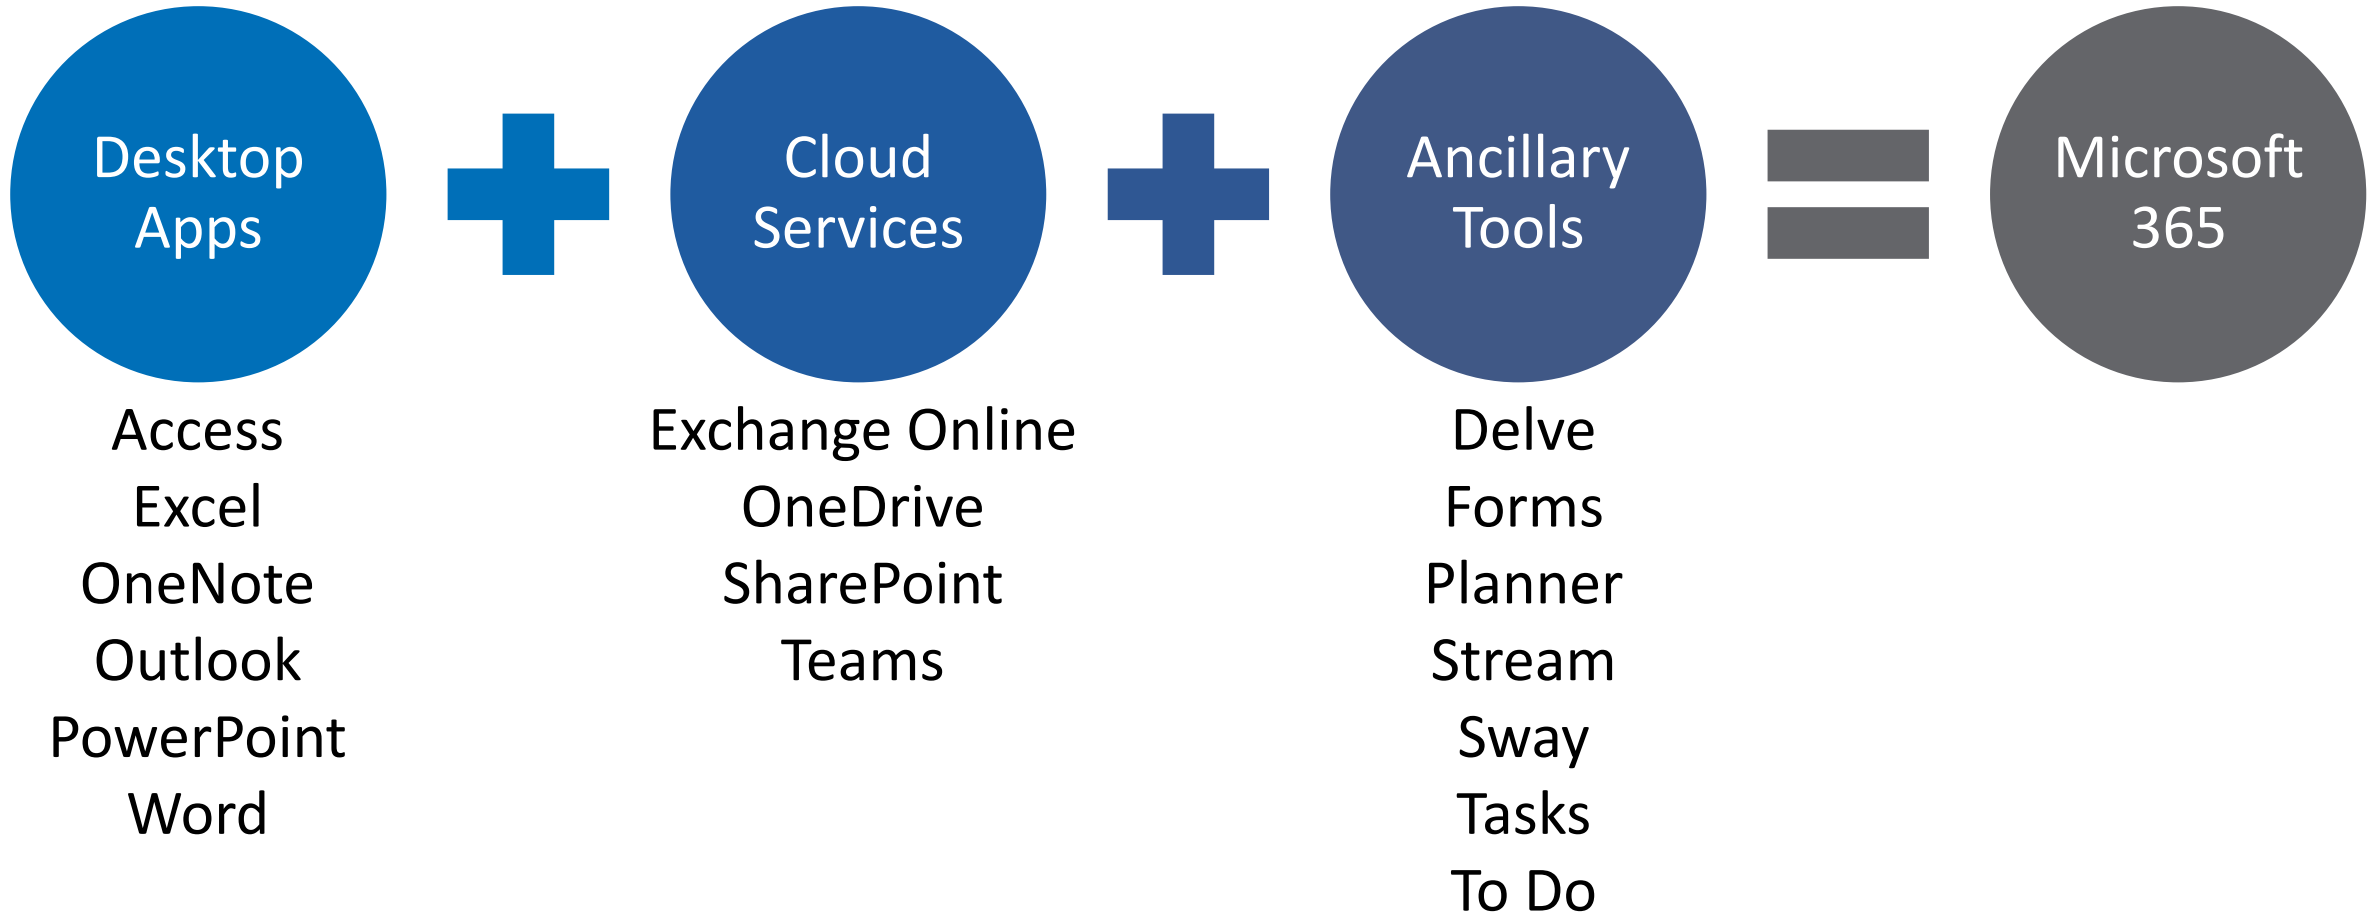 Desktop
Apps
Cloud
Services
Ancillary
Tools
Microsoft
365
Access
Excel
OneNote
Outlook
PowerPoint
Word
Exchange Online
OneDrive
SharePoint
Teams
Delve
Forms
Planner
Stream
Sway
Tasks
To Do